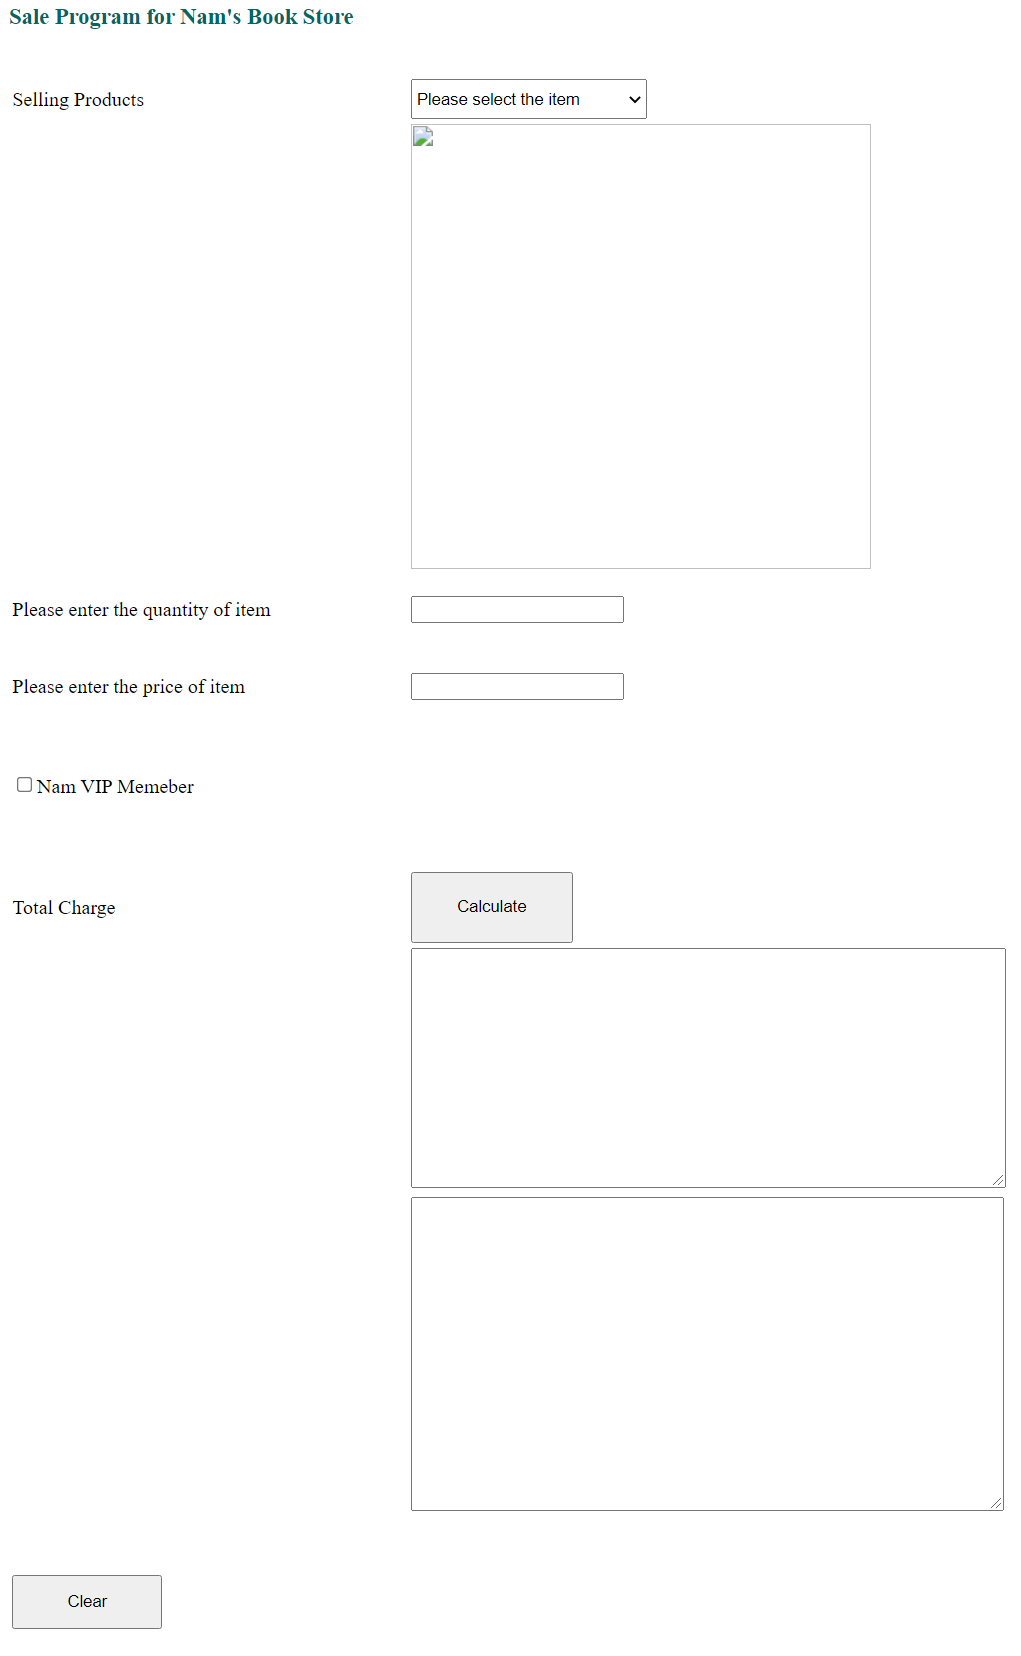 Sale Program for Nam's Book Store
Selling Products
Please select the item
Please enter the quantity of item
Please enter the price of item
Nam VIP Memeber
Total Charge
Calculate
Clear